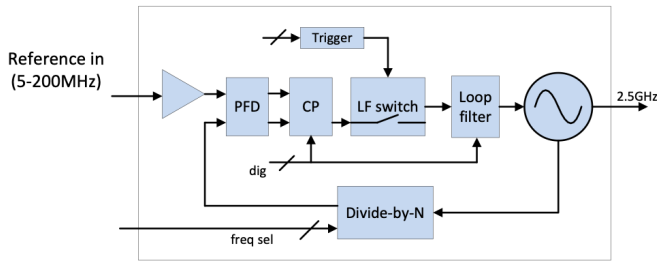 Trigger
Reference in
(5-200MHz)
PFD
CP
LF switch
Loop
filter
2.5GHz
dig
Divide-by-N
freq sel